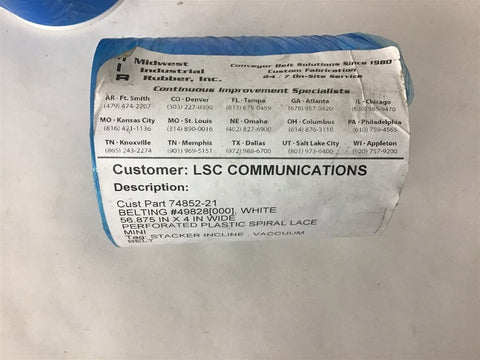 MIR
Midwest
Industrial
Rubber, Inc.
Conveyor Belt Solutions Since 1980
Custom Fabrication
24/7 On-Site Service
Continuous Improvement Specialists
AR - Ft. Smith CO - Denver FL - Tampa GA - Atlanta IL - Chicago
(479) 474-2207 (303) 227-0300 (813) 675-0459 (678) 957-0420 (630) 985-9470
MO - Kansas City MO - St. Louis NE - Omaha OH - Columbus PA - Philadelphia
(816) 421-1136 (314) 890-0016 (402) 827-6900 (614) 876-3110 (610) 759-4565
TN - Knoxville TN - Memphis TX - Dallas UT - Salt Lake City WI - Appleton
(865) 243-2274 (901) 969-5151 (972) 988-6700 (801) 973-6400 (920) 757-9200
Customer: LSC COMMUNICATIONS
Description:
Cust Part 74852-21
BELTING #49828[000], WHITE
56.875 IN X 4 IN WIDE
PERFORATED PLASTIC SPIRAL LACE
MINI
Tag: STACKER INCLINE . VACCUUM
BELT